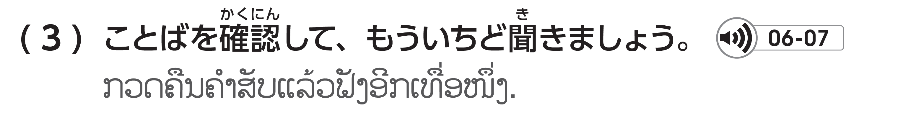 (3) ことばを確認して、もういちど聞きましょう。 06-07
ກວດຄືນຄຳສັບແລ້ວຟັງອີກເທື່ອໜຶ່ງ.